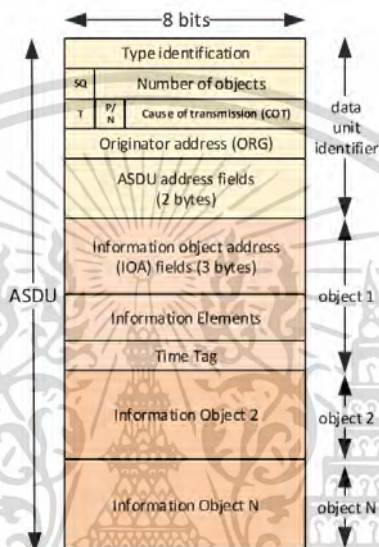 8 bits
Type identification
SQ Number of objects
T P/N Cause of transmission (COT)
Originator address (ORG)
ASDU address fields
(2 bytes)
data
unit
identifier
Information object address
(IOA) fields (3 bytes)
Information Elements
Time Tag
object 1
ASDU
Information Object 2
object 2
Information Object N
object N